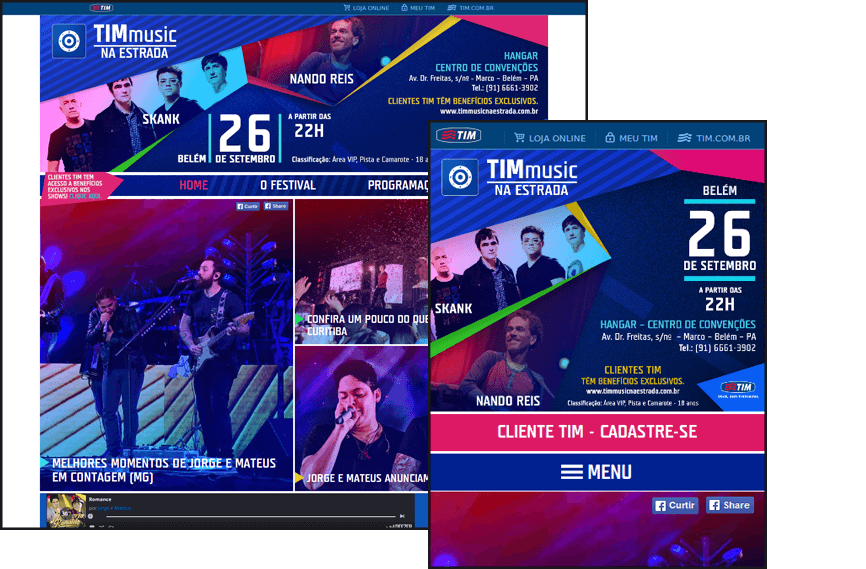 TIM
LOJA ONLINE
MEU TIM
TIM.COM.BR
TIMmusic
NA ESTRADA
NANDO REIS
SKANK
BELÉM
26
DE SETEMBRO
A PARTIR DAS
22H
HANGAR
CENTRO DE CONVENÇÕES
Av. Dr. Freitas, s/nº - Marco – Belém – PA
Tel.: (91) 6661-3902
CLIENTES TIM TÊM BENEFÍCIOS EXCLUSIVOS.
www.timmusicnaestrada.com.br
Classificação: Área VIP, Pista e Camarote - 18 a
CLIENTES TIM TEM
ACESSO A BENEFÍCIOS
EXCLUSIVOS NOS
SHOWS! CLIQUE AQUI.
HOME
O FESTIVAL
PROGRAMAÇ
Curtir
Share
MELHORES MOMENTOS DE JORGE E MATEUS
EM CONTAGEM (MG)
CONFIRA UM POUCO DO QUE
CURITIBA
JORGE E MATEUS ANUNCIAM
Romance
por Jorge e Mateus
TIM
LOJA ONLINE
MEU TIM
TIM.COM.BR
TIMmusic
NA ESTRADA
BELÉM
26
DE SETEMBRO
A PARTIR DAS
22H
SKANK
HANGAR – CENTRO DE CONVENÇÕES
Av. Dr. Freitas, s/nº – Marco – Belém – PA
Tel.: (91) 6661-3902
CLIENTES TIM
TÊM BENEFÍCIOS EXCLUSIVOS.
www.timmusicnaestrada.com.br
Classificação: Área VIP, Pista e Camarote - 18 anos
NANDO REIS
TIM
CLIENTE TIM - CADASTRE-SE
MENU
Curtir
Share